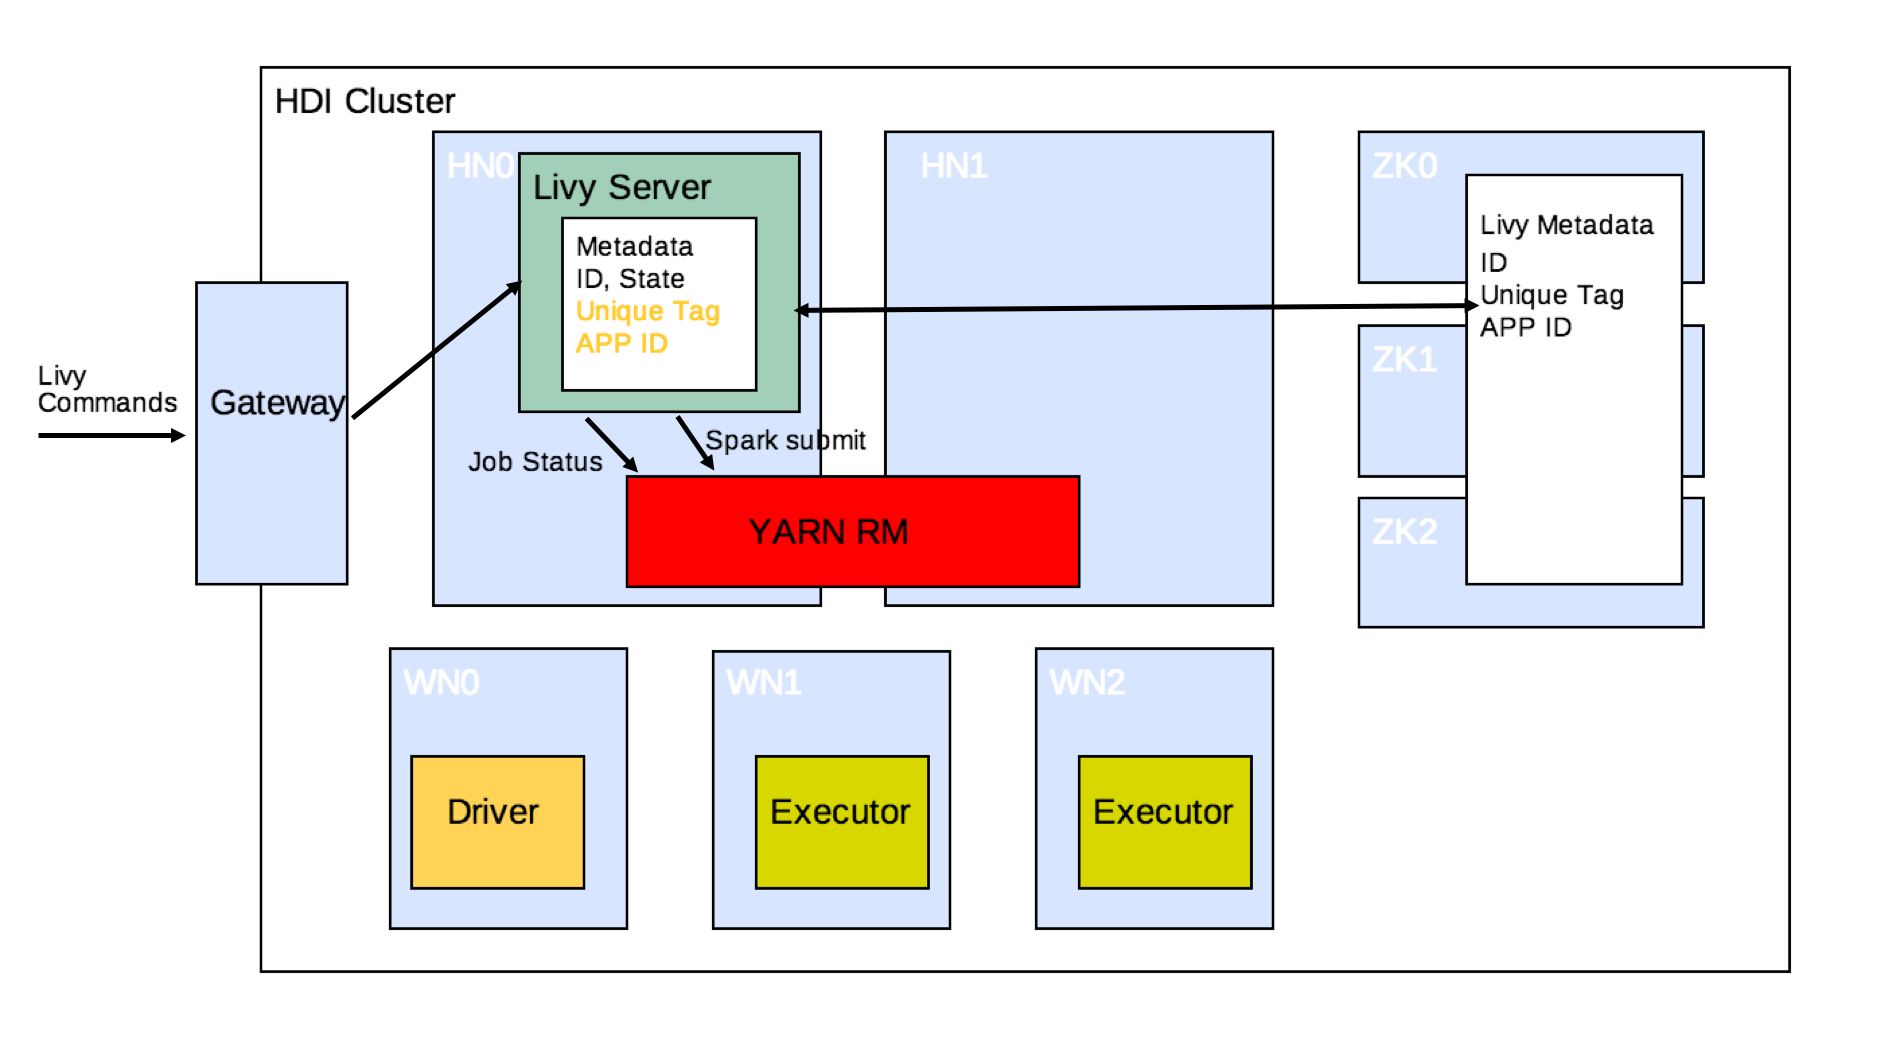 HDI Cluster
HN0
Livy Server
Metadata
ID, State
Unique Tag
APP ID
HN1
ZK0
Livy Metadata
ID
Unique Tag
APP ID
ZK1
ZK2
Livy
Commands
Gateway
Job Status
Spark submit
YARN RM
WN0
Driver
WN1
Executor
WN2
Executor